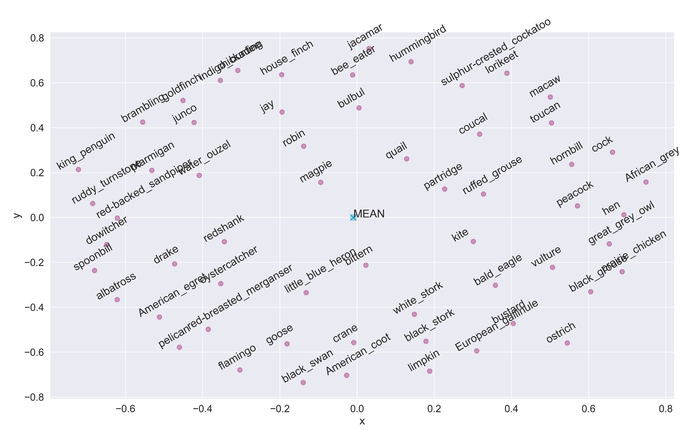 jacamar
hummingbird
sulphur-crested_cockatoo
bee_eater
lorikeet
house_finch
chickadee
indigo_bunting
goldfinch
macaw
brambling
junco
jay
bulbul
toucan
coucal
robin
quail
cock
king_penguin
ptarmigan
water_ouzel
hornbill
African_grey
magpie
partridge
ruddy_turnstone
red-backed_sandpiper
ruffed_grouse
peacock
hen
MEAN
dowitcher
redshank
kite
great_grey_owl
spoonbill
drake
bittern
vulture
prairie_chicken
albatross
oystercatcher
little_blue_heron
bald_eagle
black_grouse
American_egret
red-breasted_merganser
white_stork
bustard
pelican
goose
crane
black_stork
European_gallinule
ostrich
flamingo
black_swan
American_coot
limpkin
0.8
0.6
0.4
0.2
0.0
−0.2
−0.4
−0.6
−0.8
y
−0.6 −0.4 −0.2 0.0 0.2 0.4 0.6 0.8
x